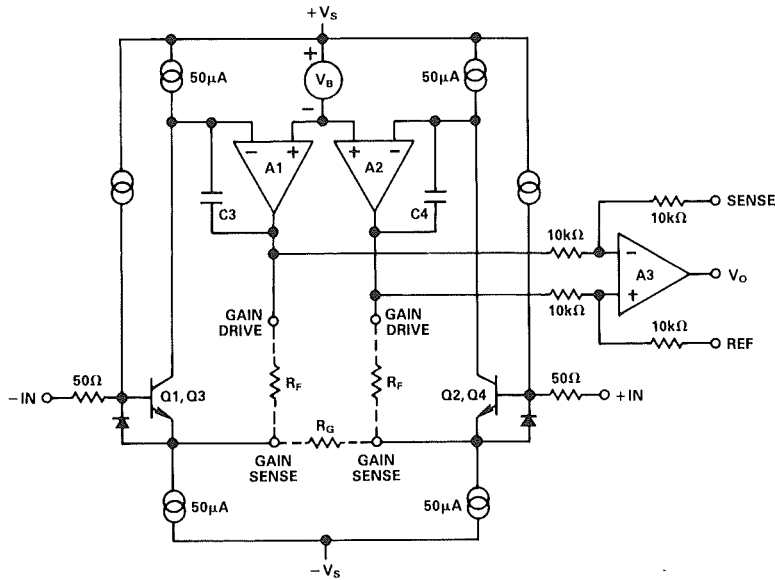 +VS
50µA
+
VB
−
50µA
− +
A1
+ −
A2
C3
C4
10kΩ
SENSE
10kΩ
−
A3
+
VO
10kΩ
10kΩ
REF
GAIN
DRIVE
GAIN
DRIVE
50Ω
−IN
Q1, Q3
RF
RF
Q2, Q4
50Ω
+IN
RG
GAIN
SENSE
GAIN
SENSE
50µA
50µA
−VS